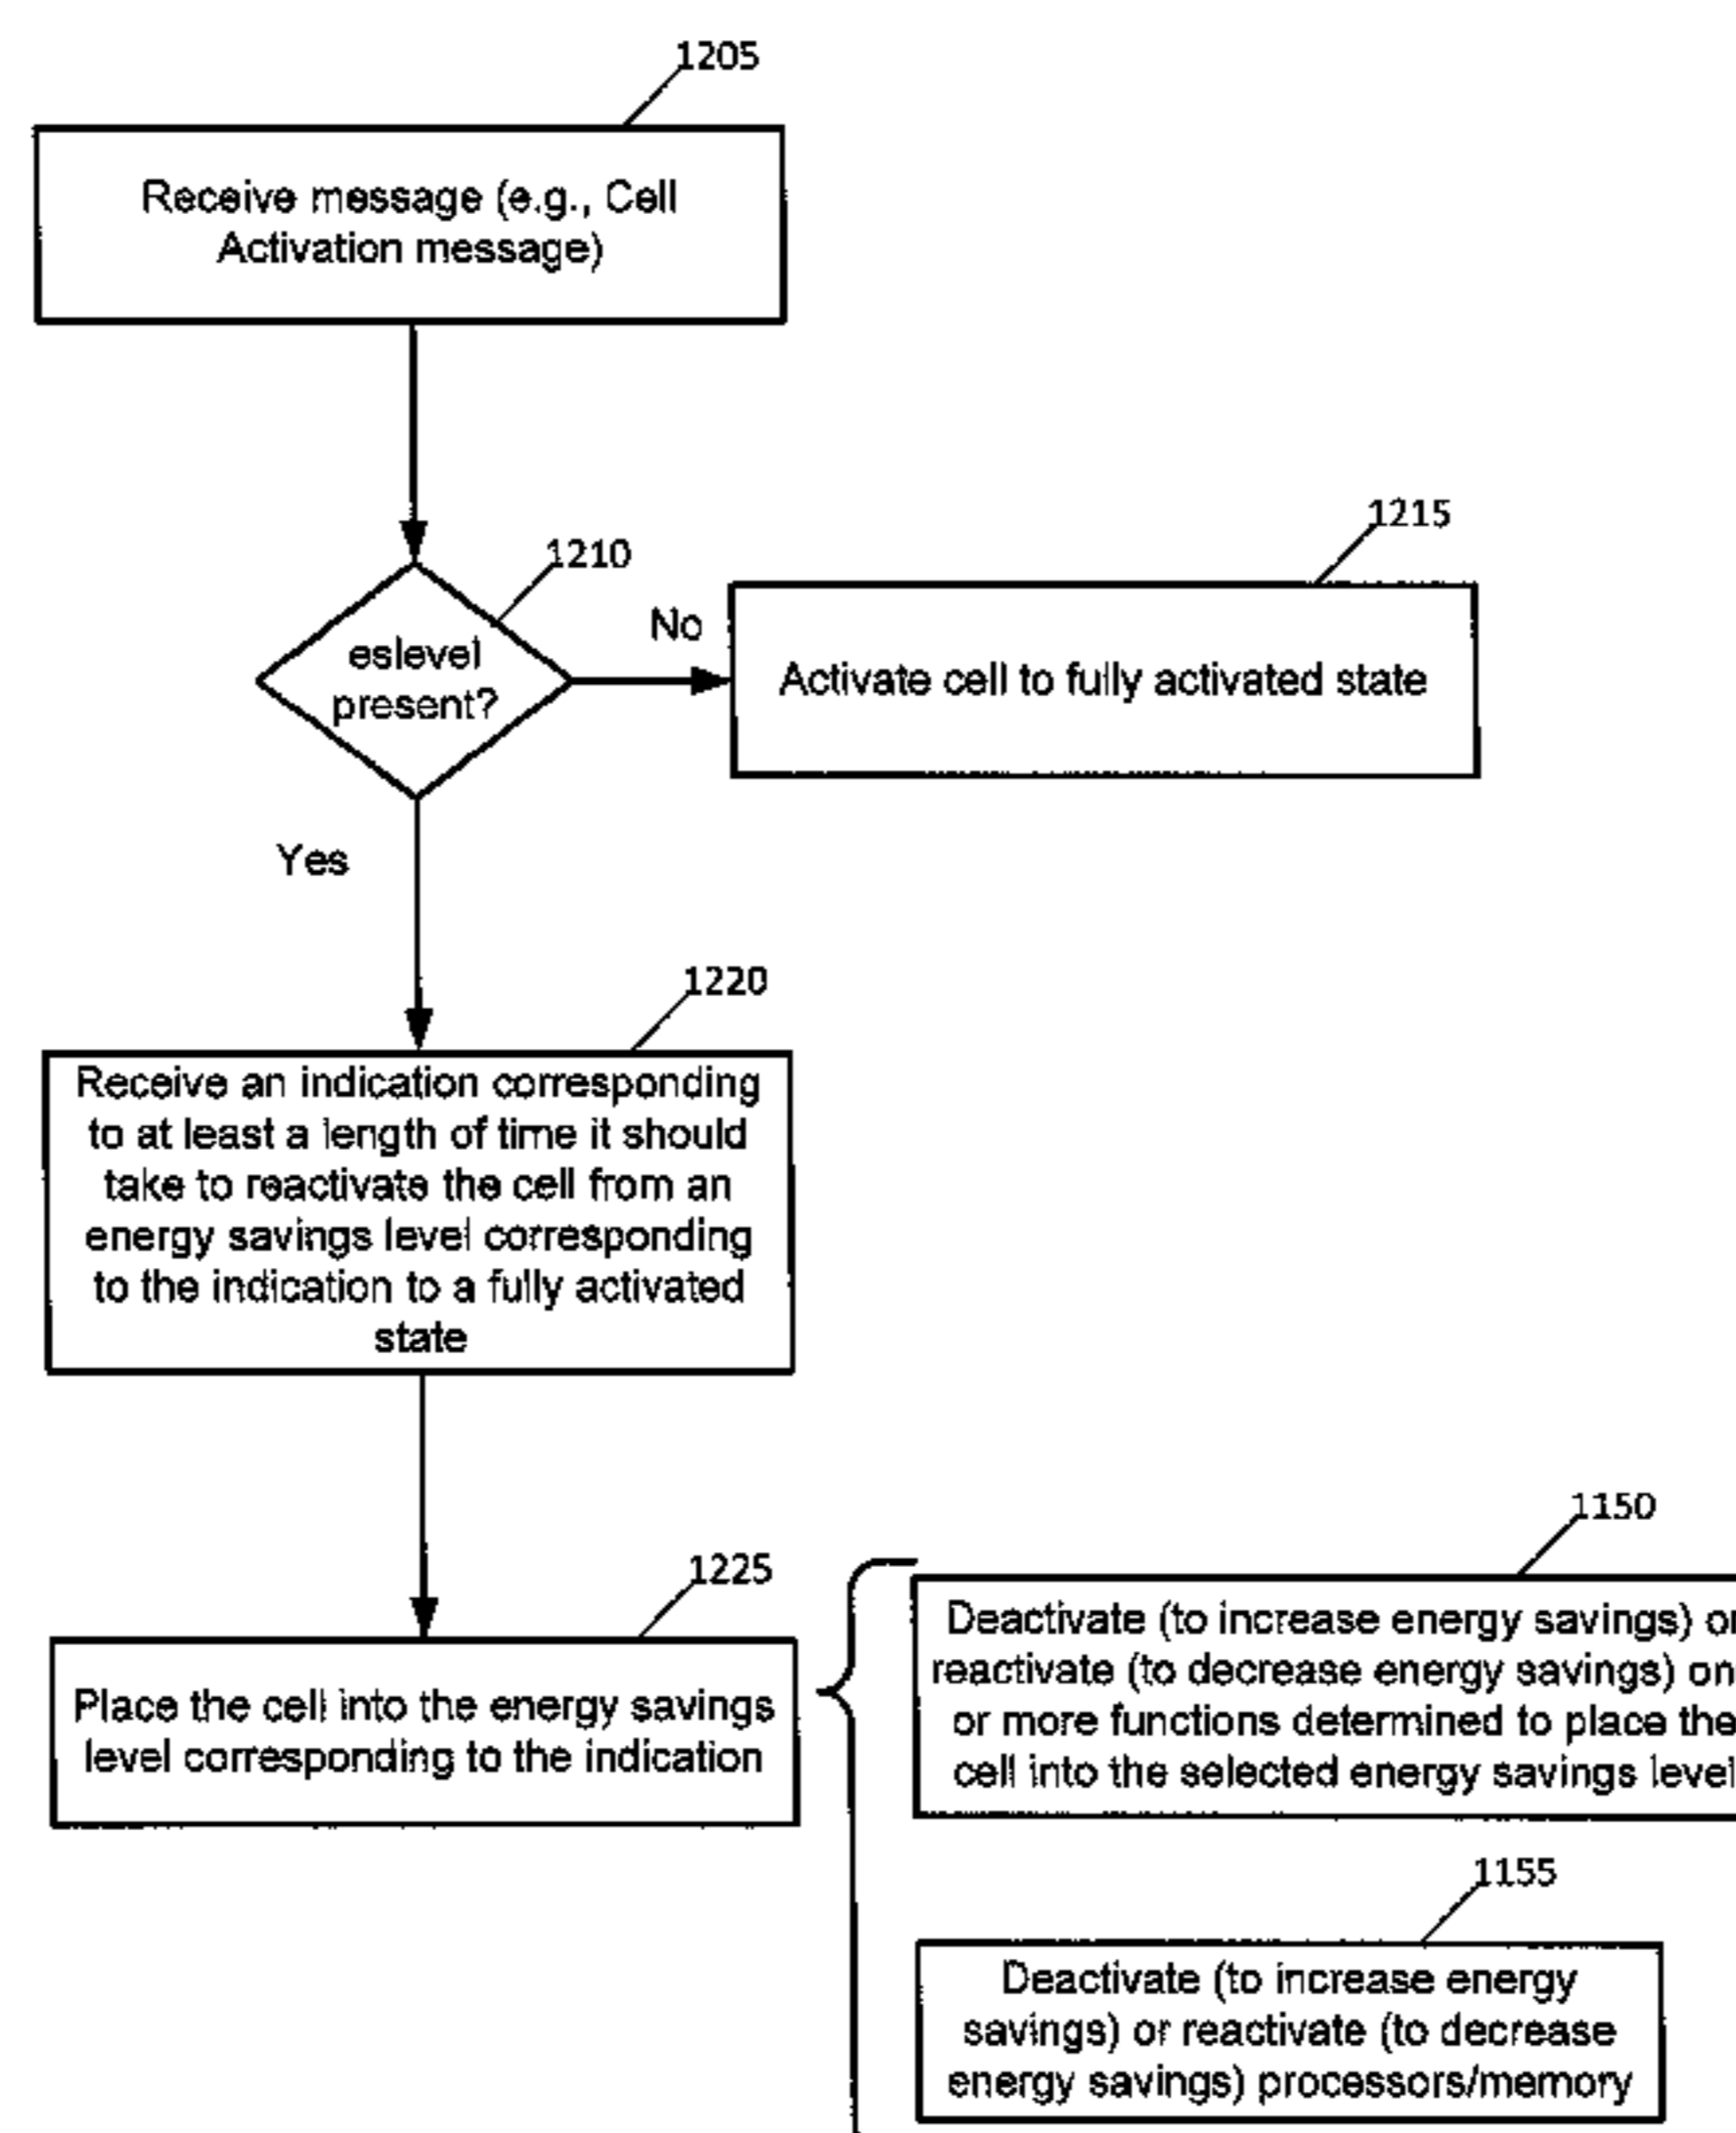 1205
Receive message (e.g., Cell
Activation message)
1210
eslevel
present?
No
1215
Activate cell to fully activated state
Yes
1220
Receive an indication corresponding
to at least a length of time it should
take to reactivate the cell from an
energy savings level corresponding
to the indication to a fully activated
state
1225
Place the cell into the energy savings
level corresponding to the indication
1150
Deactivate (to increase energy savings) or
reactivate (to decrease energy savings) on
or more functions determined to place the
cell into the selected energy savings level
1155
Deactivate (to increase energy
savings) or reactivate (to decrease
energy savings) processors/memory